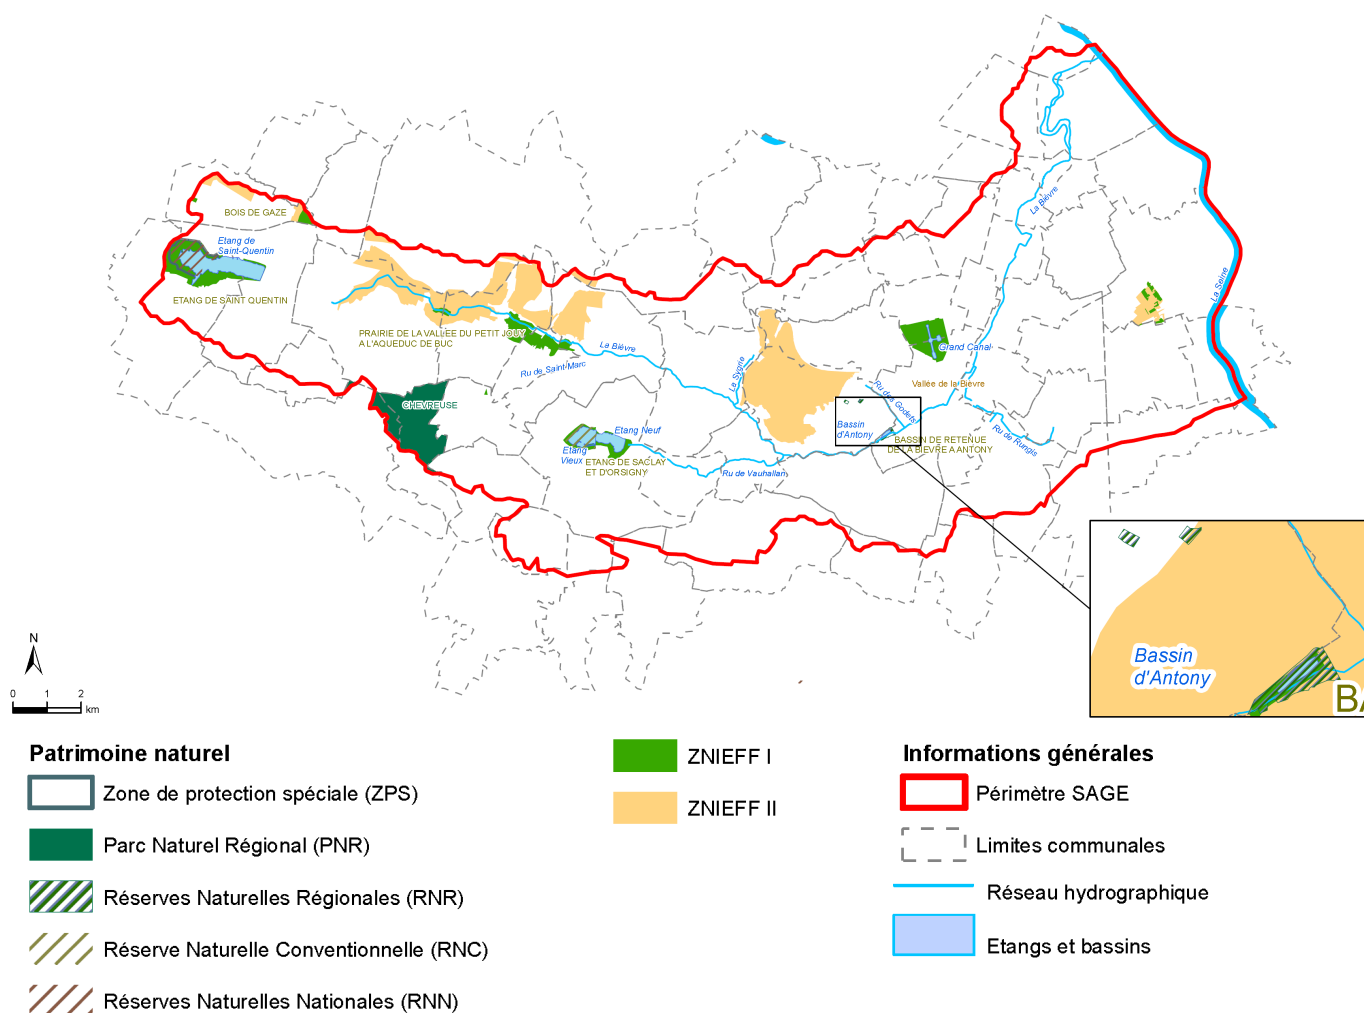 BOIS DE GAZE
Etang de
Saint-Quentin
ETANG DE SAINT QUENTIN
PRAIRIE DE LA VALLEE DU PETIT JOUY
A L'AQUEDUC DE BUC
La Bièvre
Ru de Saint-Marc
CHEVREUSE
Etang Neuf
Etang
Vieux
ETANG DE SACLAY
ET D'ORSIGNY
Ru de Vauhallan
La Sygrie
Ru des Godets
Bassin
d'Antony
BASSIN DE RETENUE
DE LA BIEVRE A ANTONY
Vallée de la Bièvre
Grand Canal
Ru de Rungis
La Bièvre
La Seine
Bassin
d'Antony
BA
N
0 1 2
km
Patrimoine naturel
Zone de protection spéciale (ZPS)
Parc Naturel Régional (PNR)
Réserves Naturelles Régionales (RNR)
Réserve Naturelle Conventionnelle (RNC)
Réserves Naturelles Nationales (RNN)
ZNIEFF I
ZNIEFF II
Informations générales
Périmètre SAGE
Limites communales
Réseau hydrographique
Etangs et bassins